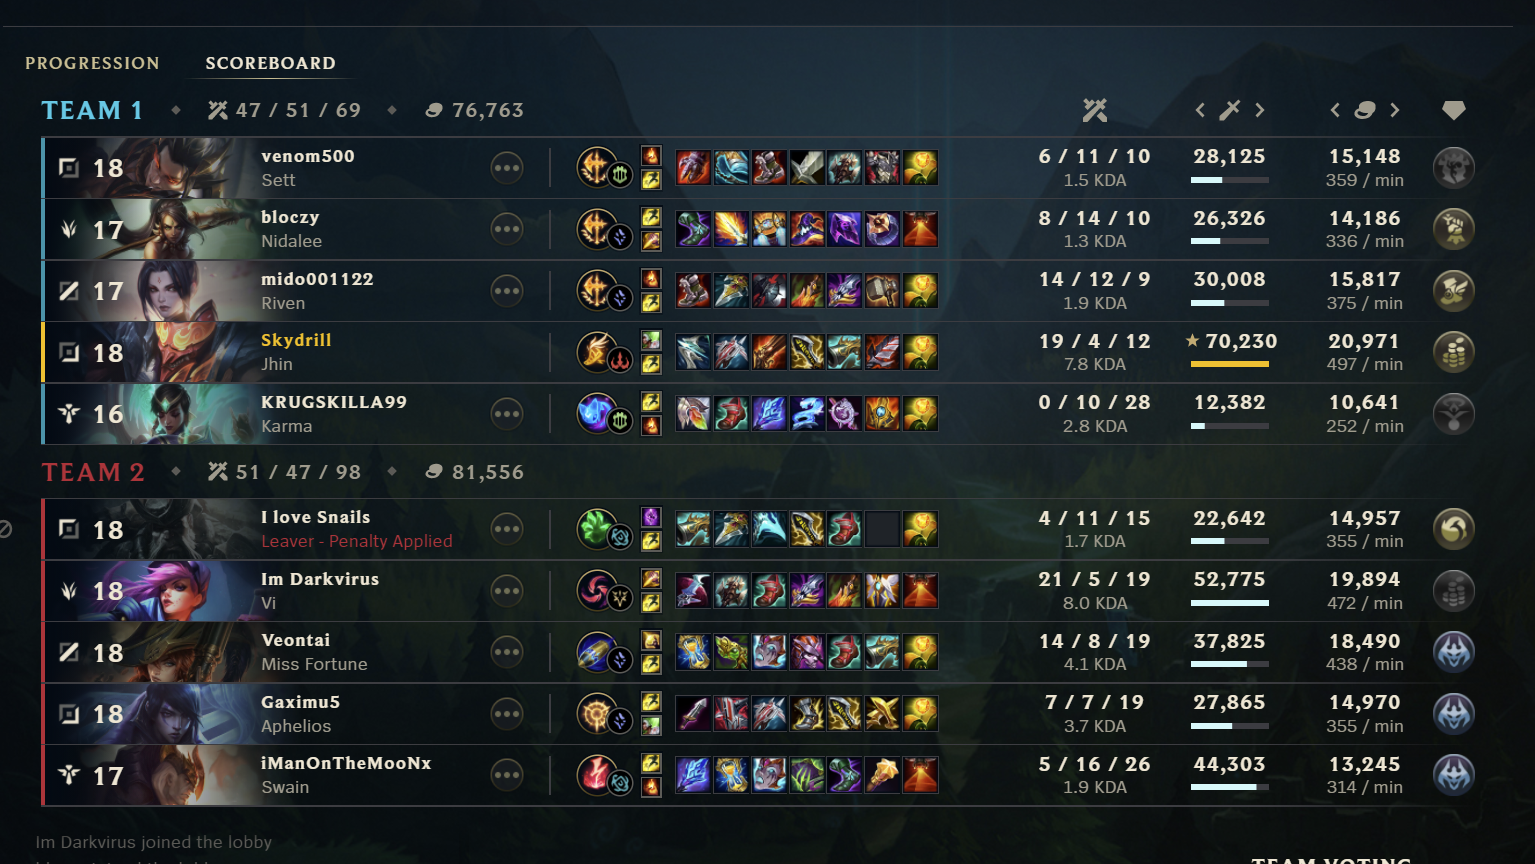 PROGRESSION SCOREBOARD
TEAM 1 47 / 51 / 69 76,763
18 venom500 6 / 11 / 10 28,125 15,148
Sett 1.5 KDA 359 / min
17 bloczy 8 / 14 / 10 26,326 14,186
Nidalee 1.3 KDA 336 / min
17 mido001122 14 / 12 / 9 30,008 15,817
Riven 1.9 KDA 375 / min
18 Skydrill 19 / 4 / 12 70,230 20,971
Jhin 7.8 KDA 497 / min
16 KRUGSKILLA99 0 / 10 / 28 12,382 10,641
Karma 2.8 KDA 252 / min
TEAM 2 51 / 47 / 98 81,556
18 I love Snails 4 / 11 / 15 22,642 14,957
Leaver - Penalty Applied 1.7 KDA 355 / min
18 Im Darkvirus 21 / 5 / 19 52,775 19,894
Vi 8.0 KDA 472 / min
18 Veontai 14 / 8 / 19 37,825 18,490
Miss Fortune 4.1 KDA 438 / min
18 Gaximu5 7 / 7 / 19 27,865 14,970
Aphelios 3.7 KDA 355 / min
17 iManOnTheMooNx 5 / 16 / 26 44,303 13,245
Swain 1.9 KDA 314 / min
Im Darkvirus joined the lobby
TEAM VOTING